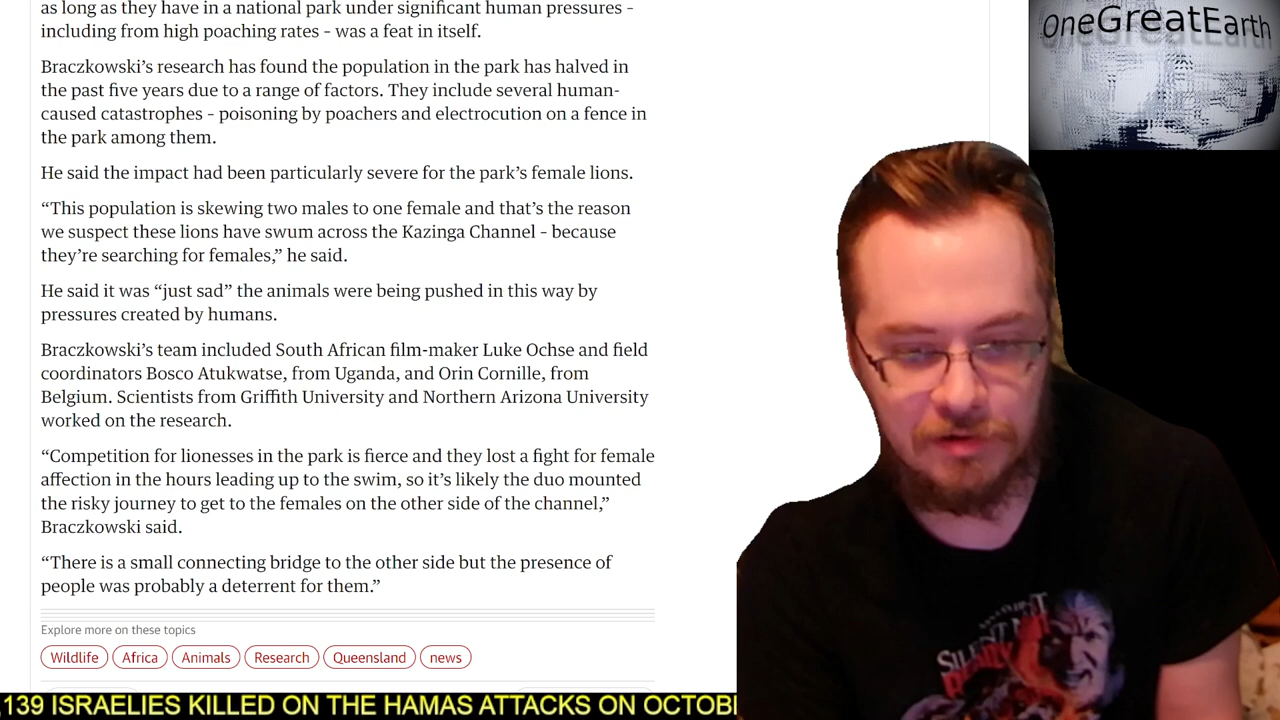 as long as they have in a national park under significant human pressures –
including from high poaching rates – was a feat in itself.
Braczkowski’s research has found the population in the park has halved in
the past five years due to a range of factors. They include several human-
caused catastrophes – poisoning by poachers and electrocution on a fence in
the park among them.
He said the impact had been particularly severe for the park’s female lions.
“This population is skewing two males to one female and that’s the reason
we suspect these lions have swum across the Kazinga Channel – because
they’re searching for females,” he said.
He said it was “just sad” the animals were being pushed in this way by
pressures created by humans.
Braczkowski’s team included South African film-maker Luke Ochse and field
coordinators Bosco Atukwatse, from Uganda, and Orin Cornille, from
Belgium. Scientists from Griffith University and Northern Arizona University
worked on the research.
“Competition for lionesses in the park is fierce and they lost a fight for female
affection in the hours leading up to the swim, so it’s likely the duo mounted
the risky journey to get to the females on the other side of the channel,”
Braczkowski said.
“There is a small connecting bridge to the other side but the presence of
people was probably a deterrent for them.”
Explore more on these topics
Wildlife Africa Animals Research Queensland news
,139 ISRAELIES KILLED ON THE HAMAS ATTACKS ON OCTOB
OneGreatEarth